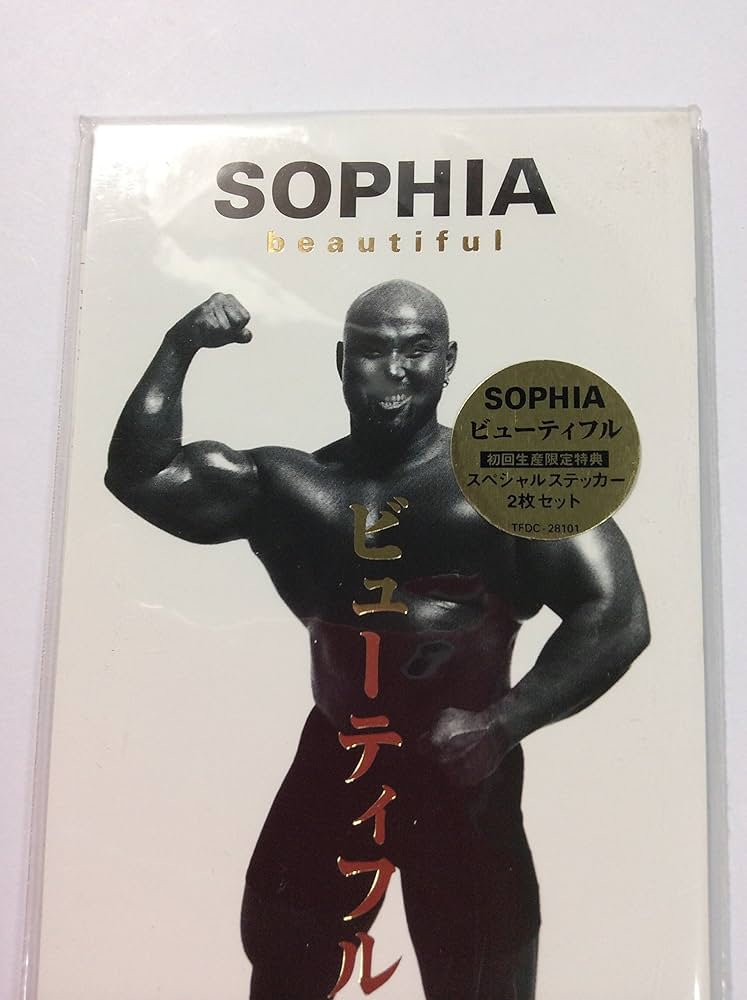 SOPHIA
beautiful
SOPHIA
ビューティフル
初回生産限定特典
スペシャルステッカー
2枚セット
TFDC-28101
ビューティフル